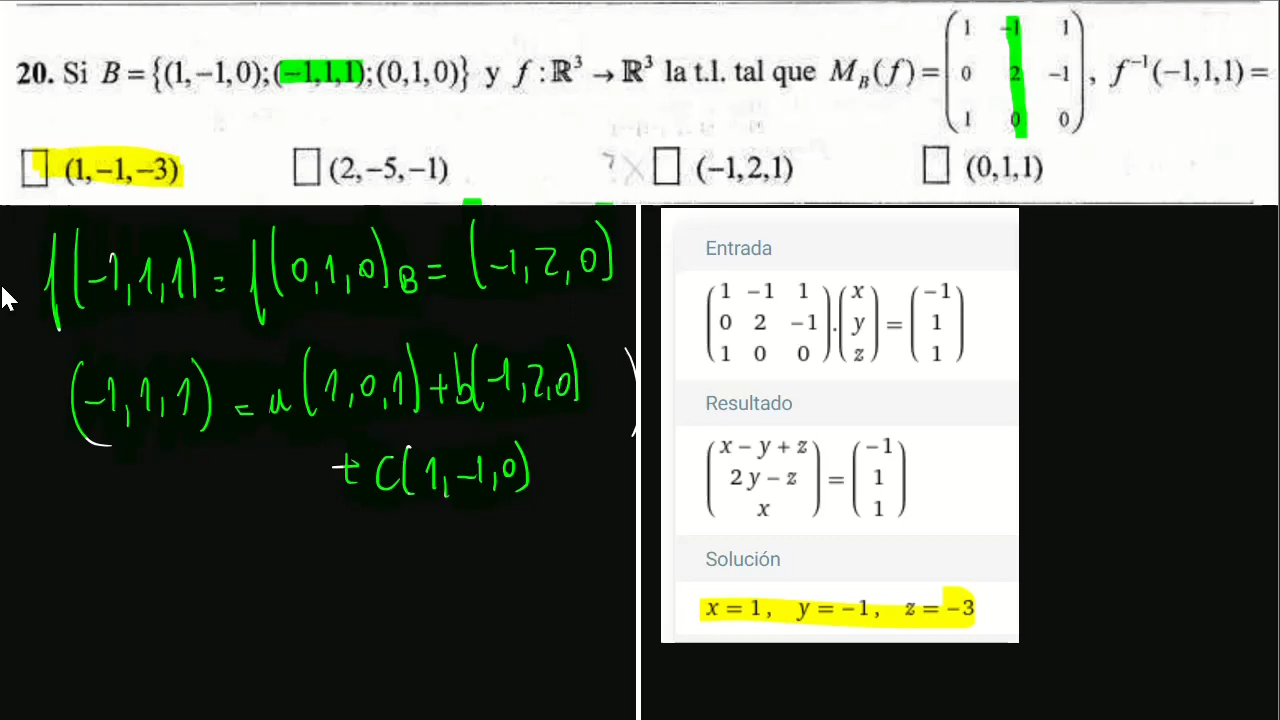 20. Si B = {(1,−1,0);(−1,1,1);(0,1,0)} y f : ℝ³ → ℝ³ la t.l. tal que M_B(f) = ( 1 −1 1 ; 0 2 −1 ; 1 0 0 ), f⁻¹(−1,1,1) =
☐ (1,−1,−3) ☐ (2,−5,−1) ? ☐ (−1,2,1) ☐ (0,1,1)
f(−1,1,1) = f(0,1,0)_B = (−1,2,0)
(−1,1,1) = a(1,0,1) + b(−1,2,0)
+ c(1,−1,0)
Entrada
( 1 −1 1 ; 0 2 −1 ; 1 0 0 ) . ( x ; y ; z ) = ( −1 ; 1 ; 1 )
Resultado
( x − y + z ; 2 y − z ; x ) = ( −1 ; 1 ; 1 )
Solución
x = 1, y = −1, z = −3